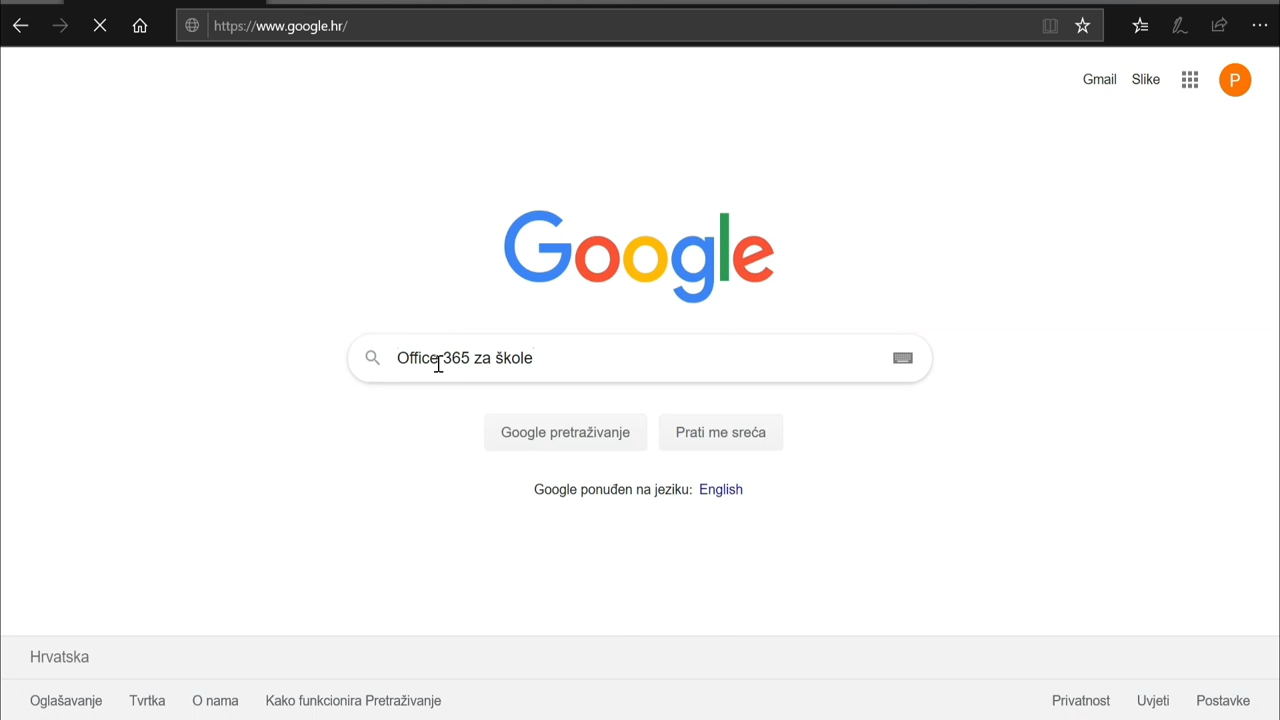 https://www.google.hr/
Gmail Slike
P
Google
Office 365 za škole
Google pretraživanje Prati me sreća
Google ponuđen na jeziku: English
Hrvatska
Oglašavanje Tvrtka O nama Kako funkcionira Pretraživanje Privatnost Uvjeti Postavke